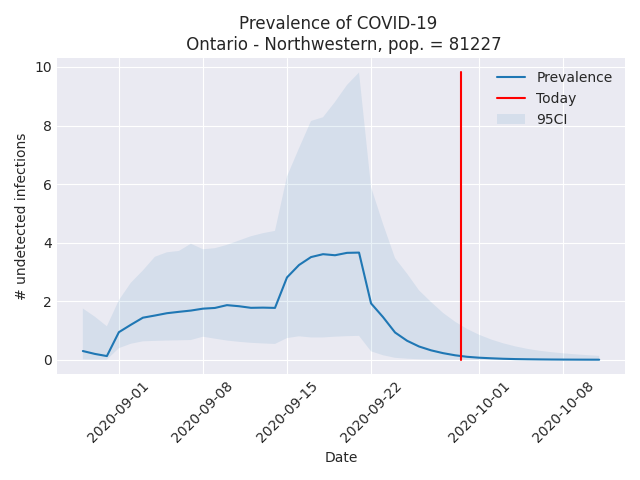 Prevalence of COVID-19
Ontario - Northwestern, pop. = 81227
10
8
6
4
2
0
# undetected infections
Prevalence
Today
95CI
2020-09-01
2020-09-08
2020-09-15
2020-09-22
2020-10-01
2020-10-08
Date